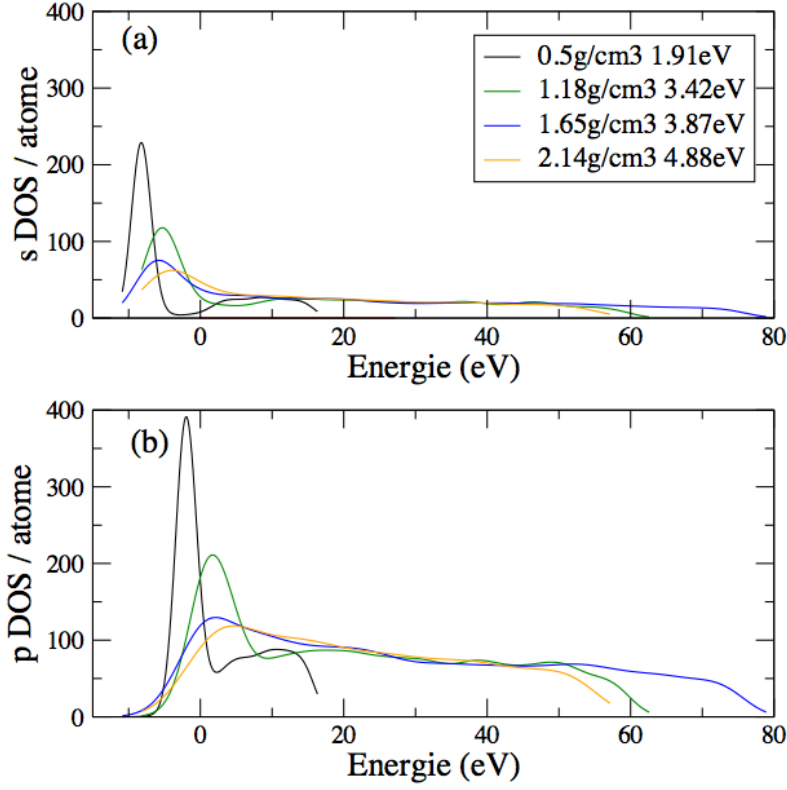 (a)
0.5g/cm3 1.91eV
1.18g/cm3 3.42eV
1.65g/cm3 3.87eV
2.14g/cm3 4.88eV
400
300
200
100
0
s DOS / atome
0
20
40
60
80
Energie (eV)
(b)
400
300
200
100
0
p DOS / atome
0
20
40
60
80
Energie (eV)